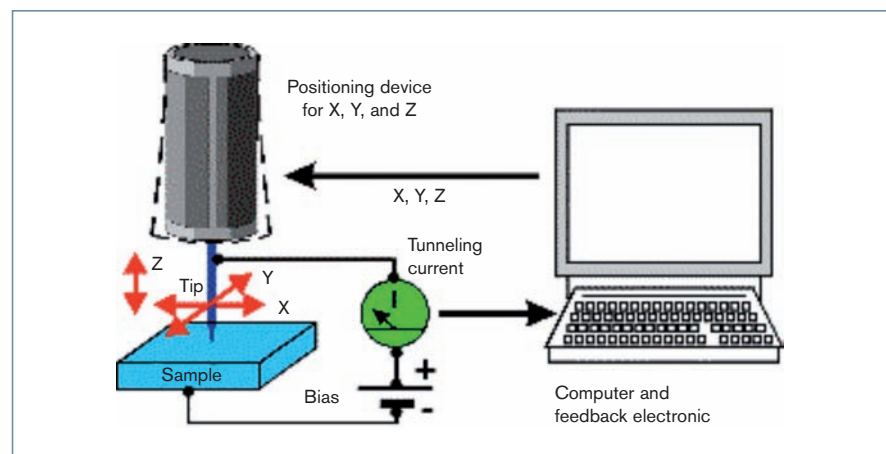 Positioning device
for X, Y, and Z
X, Y, Z
Tunneling
current
Z
Y
Tip
X
I
Sample
Bias
+
-
Computer and
feedback electronic